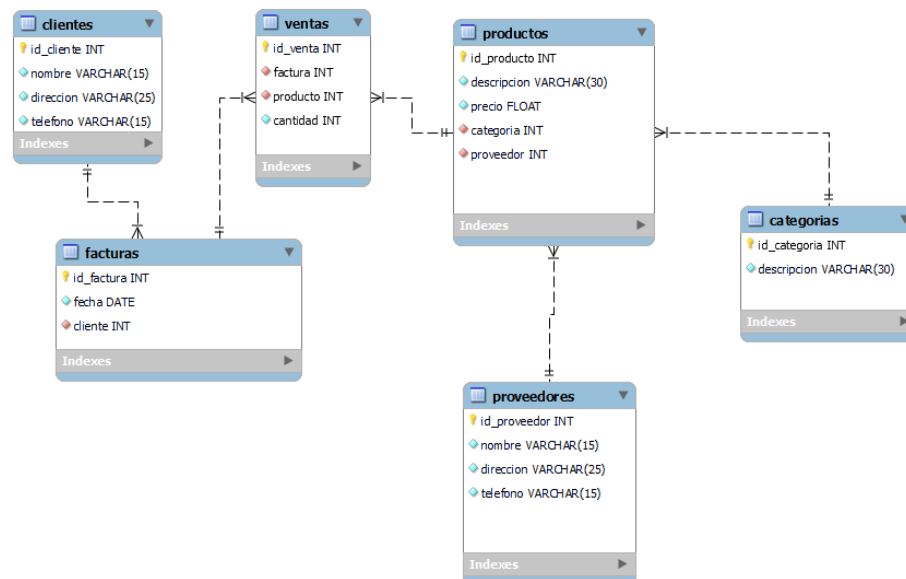 clientes
id_cliente INT
nombre VARCHAR(15)
direccion VARCHAR(25)
telefono VARCHAR(15)
Indexes
ventas
id_venta INT
factura INT
producto INT
cantidad INT
Indexes
productos
id_producto INT
descripcion VARCHAR(30)
precio FLOAT
categoria INT
proveedor INT
Indexes
categorias
id_categoria INT
descripcion VARCHAR(30)
Indexes
facturas
id_factura INT
fecha DATE
cliente INT
Indexes
proveedores
id_proveedor INT
nombre VARCHAR(15)
direccion VARCHAR(25)
telefono VARCHAR(15)
Indexes